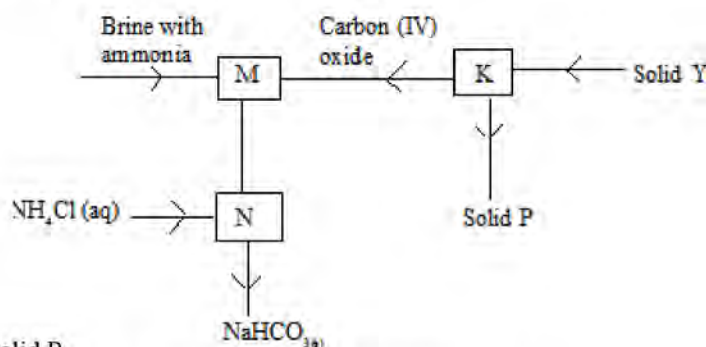 Brine with
ammonia
Carbon (IV)
oxide
M
K
Solid Y
NH₄Cl (aq)
N
Solid P
NaHCO₃